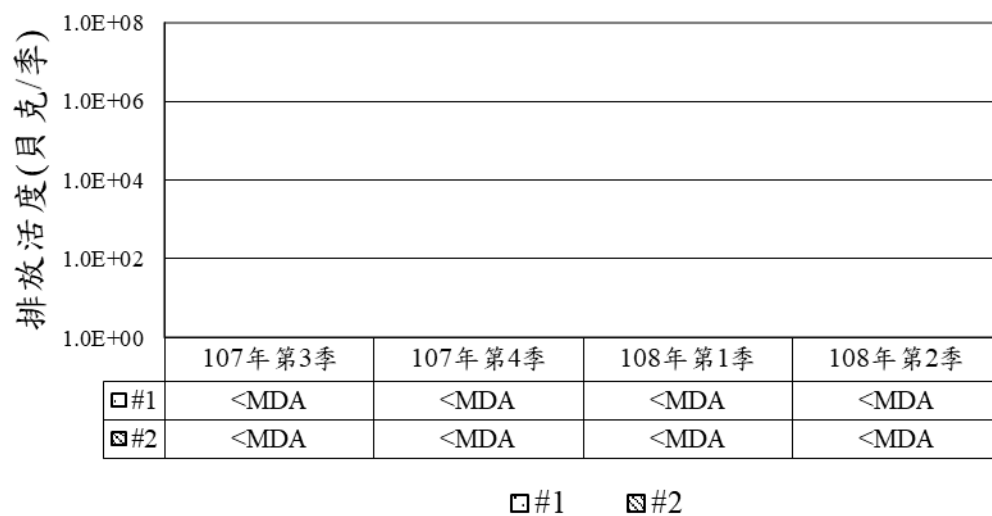 排放活度(貝克/季)
1.0E+08
1.0E+06
1.0E+04
1.0E+02
1.0E+00
107年第3季 107年第4季 108年第1季 108年第2季
#1 <MDA <MDA <MDA <MDA
#2 <MDA <MDA <MDA <MDA
#1 #2